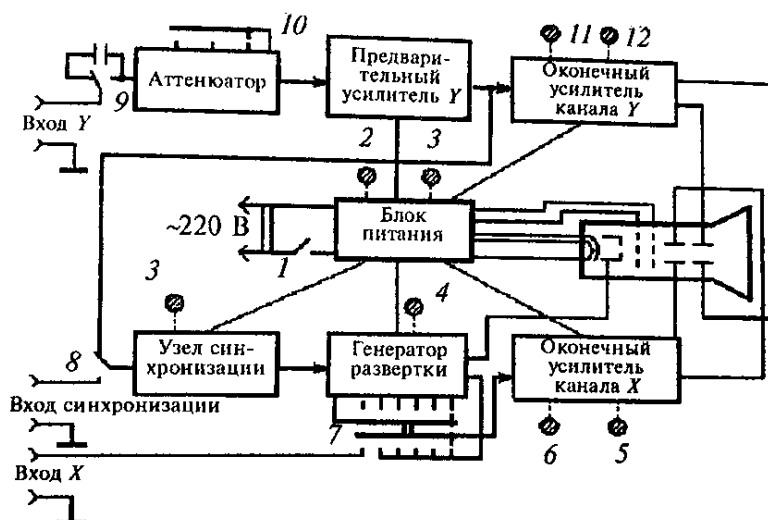 10
11
12
Аттенюатор
Предвари-
тельный
усилитель Y
Оконечный
усилитель
канала Y
9
Вход Y
2
3
~220 В
1
Блок
питания
3
4
8
Узел син-
хронизации
Генератор
развертки
Оконечный
усилитель
канала X
Вход синхронизации
7
6
5
Вход X